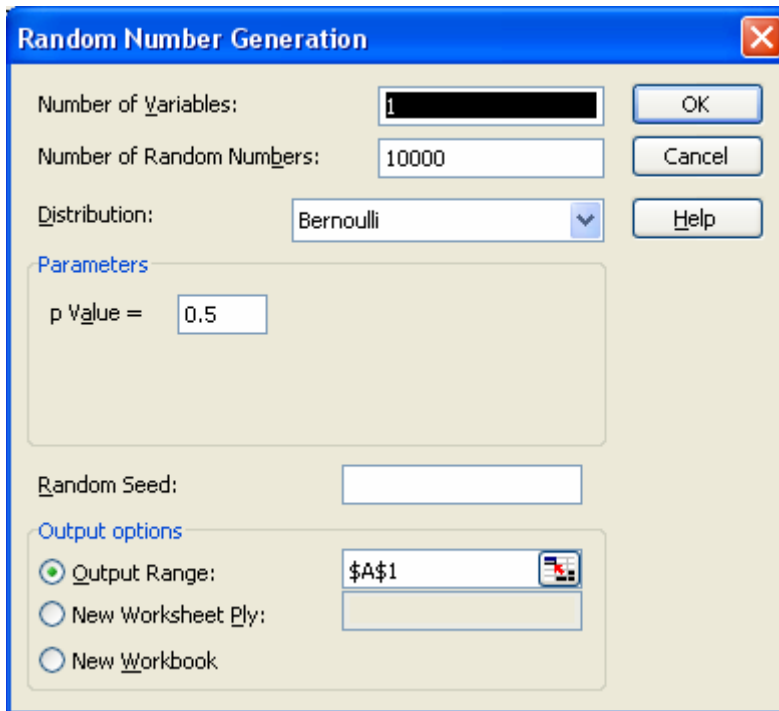 Random Number Generation
Number of Variables: 1 OK
Number of Random Numbers: 10000 Cancel
Distribution: Bernoulli Help
Parameters
p Value = 0.5
Random Seed:
Output options
Output Range: $A$1
New Worksheet Ply:
New Workbook